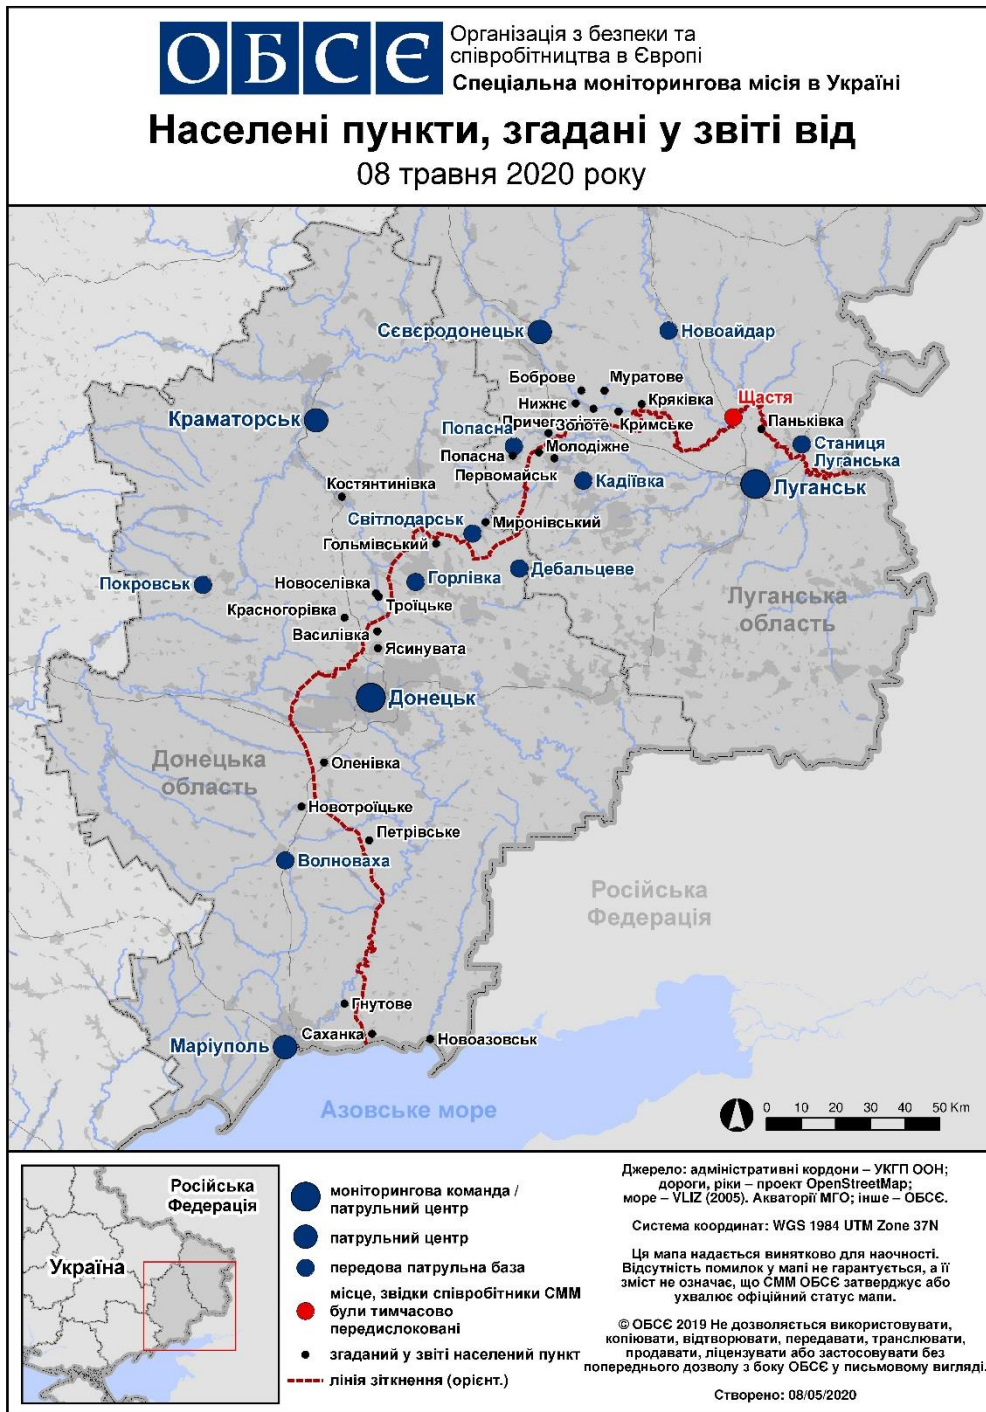 ОБСЄ
Організація з безпеки та
співробітництва в Європі
Спеціальна моніторингова місія в Україні
Населені пункти, згадані у звіті від
08 травня 2020 року
Сєвєродонецьк
Новоайдар
Боброве
Муратове
Нижнє
Кряківка
Щастя
Краматорськ
Попасна
Золоте
Кримське
Паньківка
Молодіжне
Станиця
Луганська
Попасна
Первомайськ
Кадіївка
Луганськ
Костянтинівка
Світлодарськ
Миронівський
Гольмівський
Покровськ
Новоселівка
Горлівка
Дебальцеве
Троїцьке
Красногорівка
Луганська
область
Василівка
Ясинувата
Донецьк
Донецька
область
Оленівка
Новотроїцьке
Петрівське
Волноваха
Російська
Федерація
Гнутове
Саханка
Новоазовськ
Маріуполь
Азовське море
0 10 20 30 40 50 Km
Російська
Федерація
Україна
моніторингова команда /
патрульний центр
патрульний центр
передова патрульна база
місце, звідки співробітники СММ
були тимчасово
передислоковані
згаданий у звіті населений пункт
лінія зіткнення (орієнт.)
Джерело: адміністративні кордони – УКГП ООН;
дороги, ріки – проект OpenStreetMap;
море – VLIZ (2005). Акваторії МГО; інше – ОБСЄ.
Система координат: WGS 1984 UTM Zone 37N
Ця мапа надається винятково для наочності.
Відсутність помилок у мапі не гарантується, а її
зміст не означає, що СММ ОБСЄ затверджує або
ухвалює офіційний статус мапи.
© ОБСЄ 2019 Не дозволяється використовувати,
копіювати, відтворювати, передавати, транслювати,
продавати, ліцензувати або застосовувати без
попереднього дозволу з боку ОБСЄ у письмовому вигляді.
Створено: 08/05/2020